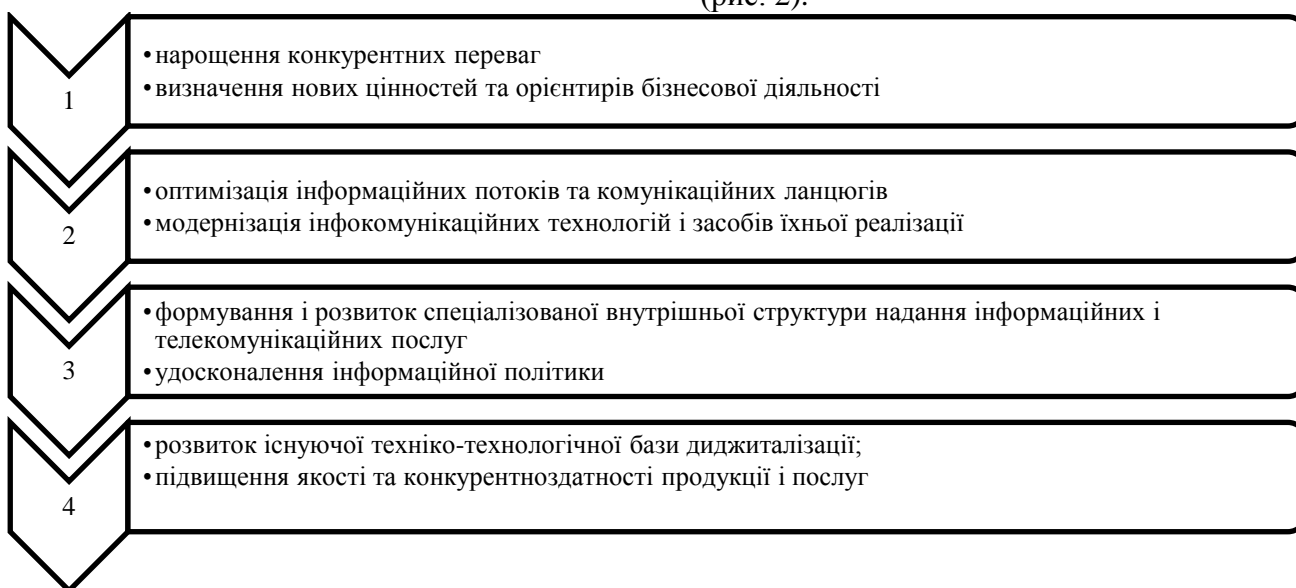 (рис. 2).
1
•нарощення конкурентних переваг
•визначення нових цінностей та орієнтирів бізнесової діяльності
2
•оптимізація інформаційних потоків та комунікаційних ланцюгів
•модернізація інфокомунікаційних технологій і засобів їхньої реалізації
3
•формування і розвиток спеціалізованої внутрішньої структури надання інформаційних і
телекомунікаційних послуг
•удосконалення інформаційної політики
4
•розвиток існуючої техніко-технологічної бази диджиталізації;
•підвищення якості та конкурентноздатності продукції і послуг